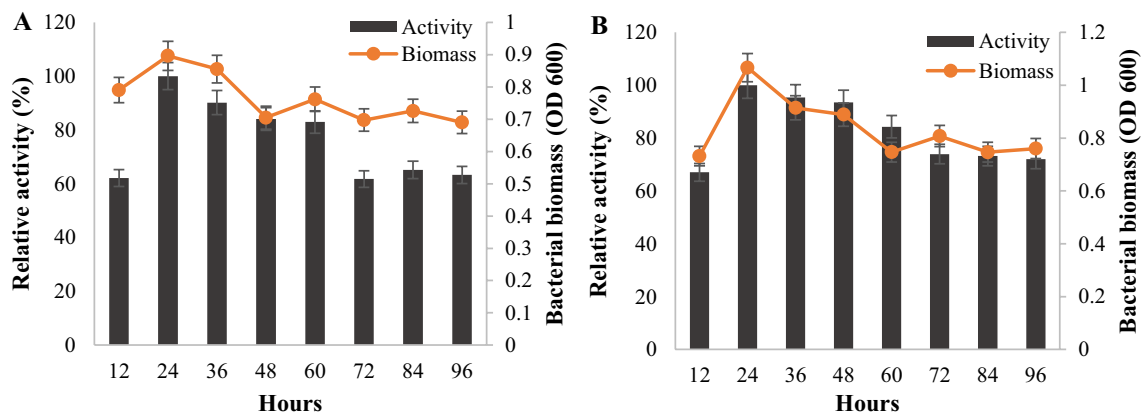 A
Relative activity (%)
120
100
80
60
40
20
0
Activity
Biomass
1
0.9
0.8
0.7
0.6
0.5
0.4
0.3
0.2
0.1
0
Bacterial biomass (OD 600)
12 24 36 48 60 72 84 96
Hours
B
Relative activity (%)
120
100
80
60
40
20
0
Activity
Biomass
1.2
1
0.8
0.6
0.4
0.2
0
Bacterial biomass (OD 600)
12 24 36 48 60 72 84 96
Hours